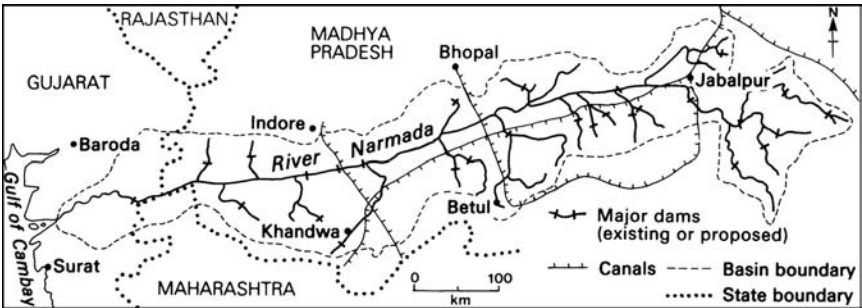 RAJASTHAN
MADHYA
PRADESH
N
Bhopal
GUJARAT
Jabalpur
Indore
Narmada
River
Baroda
Gulf of Cambay
Betul
Khandwa
Major dams
(existing or proposed)
Surat
MAHARASHTRA
0 100
km
Canals
Basin boundary
State boundary